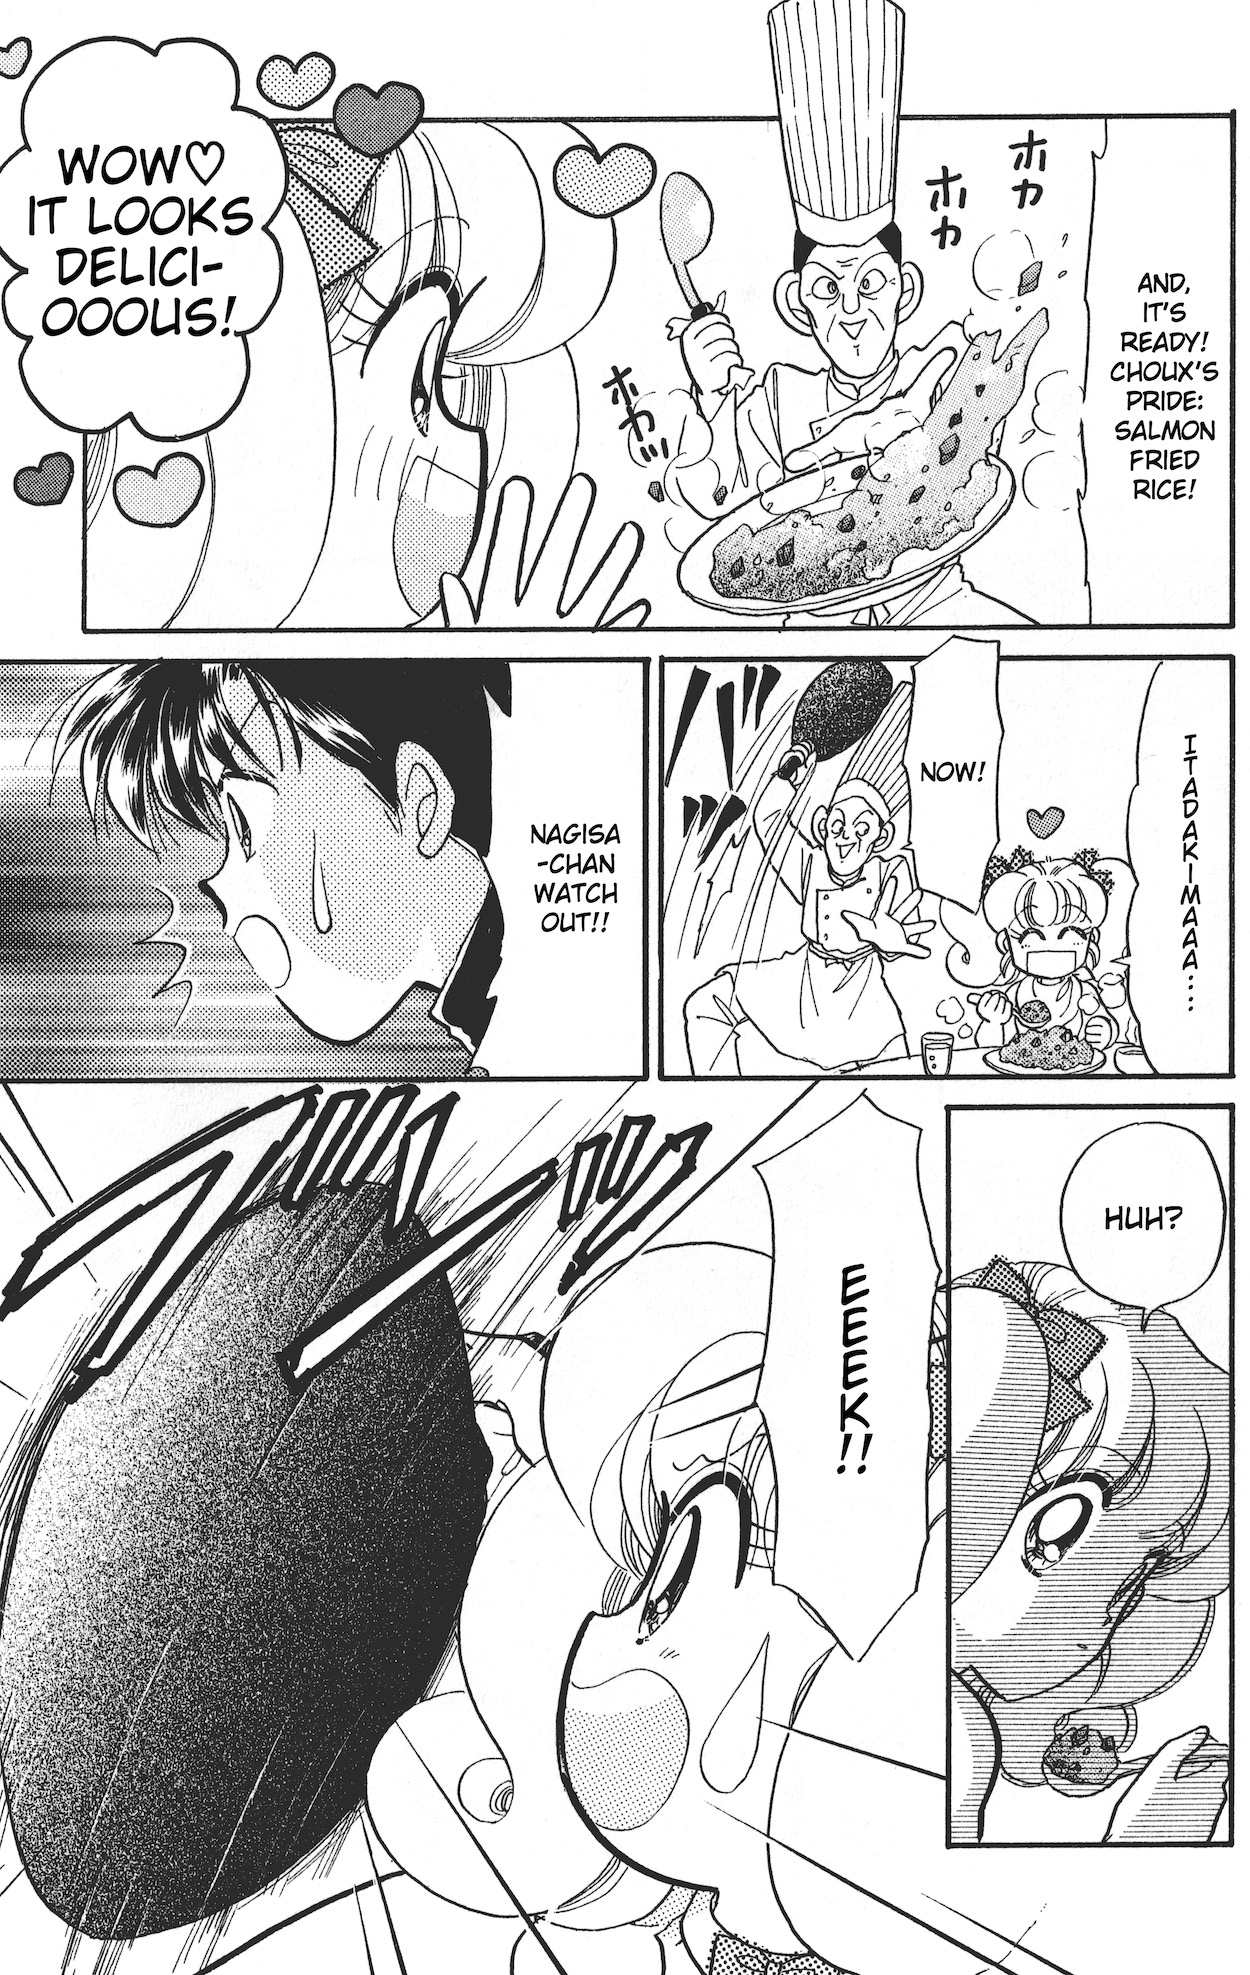 AND,
IT'S
READY!
CHOUX'S
PRIDE:
SALMON
FRIED
RICE!
ホカ
ホカ
ホカッ
WOW♡
IT LOOKS
DELICI-
OOOUS!
ITADAKIMAAA....
NOW!
NAGISA
-CHAN
WATCH
OUT!!
HUH?
EEEEK!!